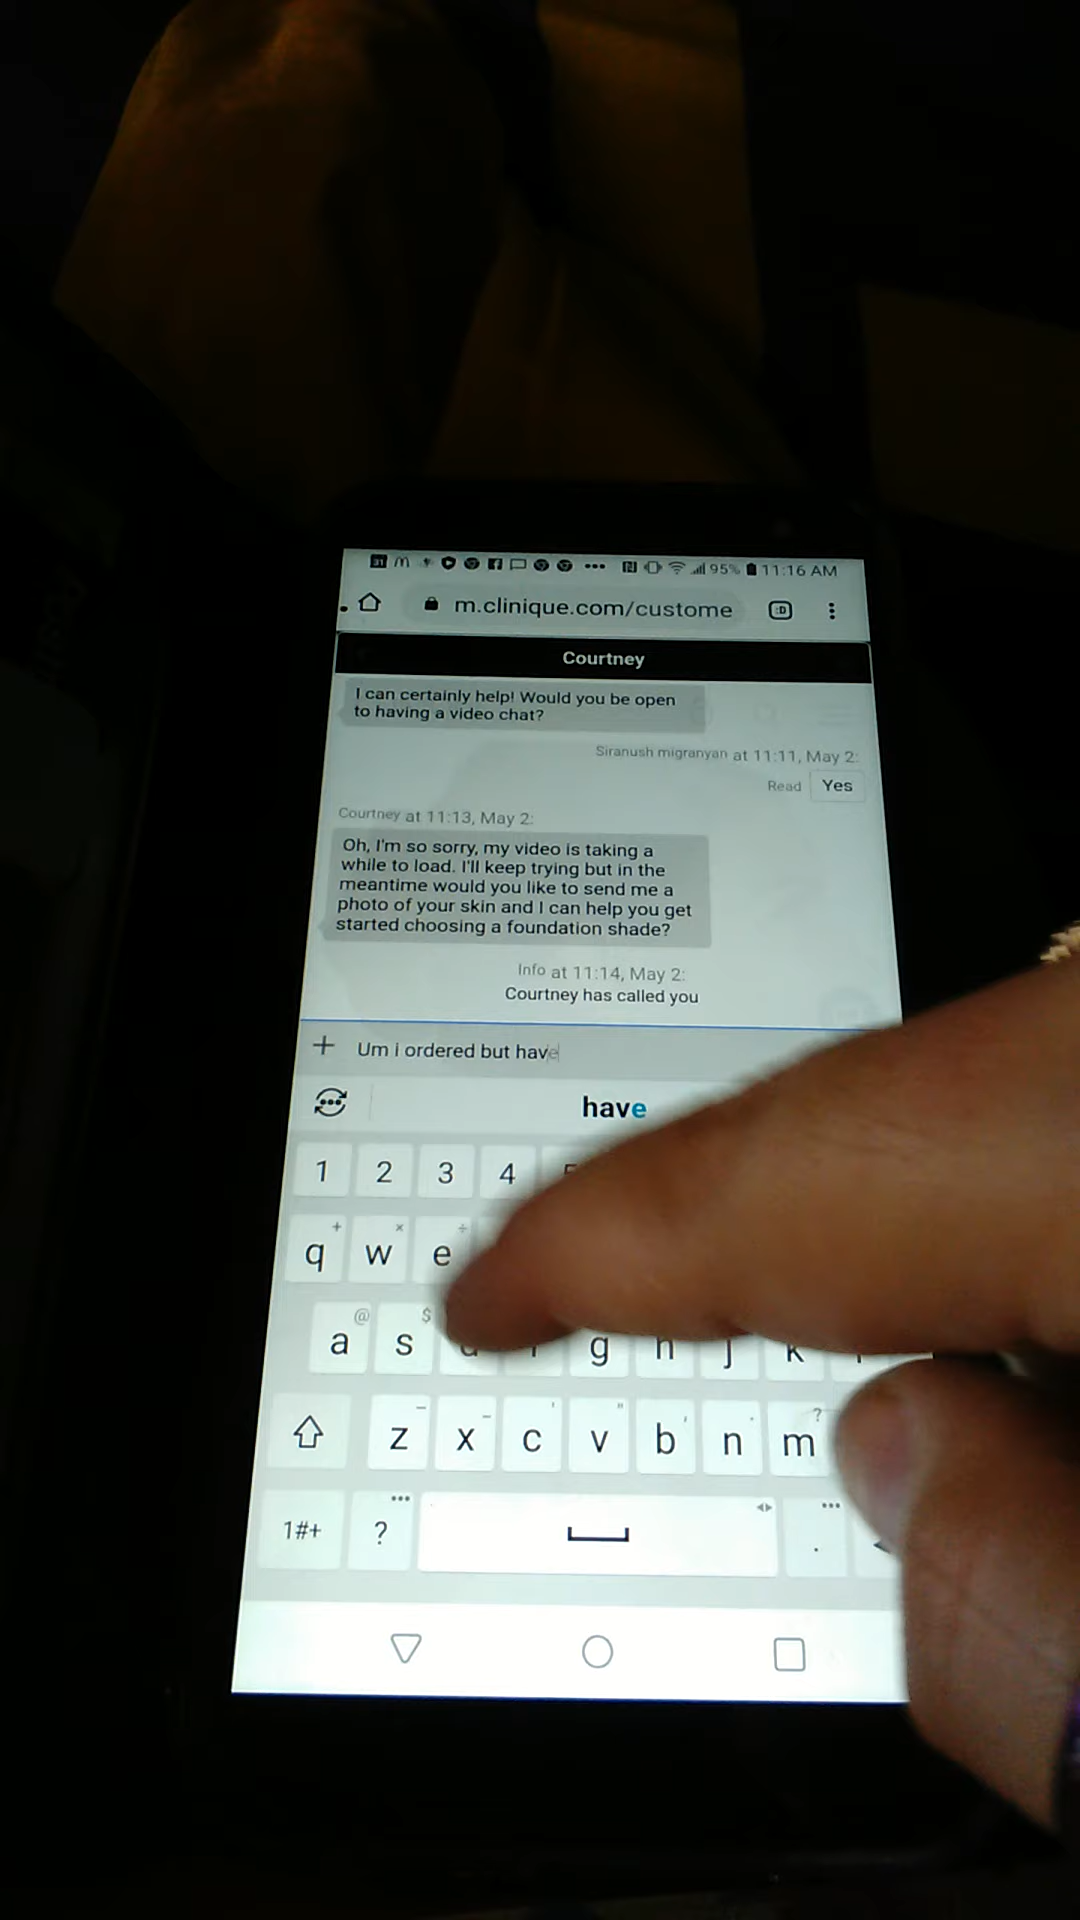 31 95% 11:16 AM
m.clinique.com/custome :D
Courtney
I can certainly help! Would you be open
to having a video chat?
Siranush migranyan at 11:11, May 2:
Read Yes
Courtney at 11:13, May 2:
Oh, I'm so sorry, my video is taking a
while to load. I'll keep trying but in the
meantime would you like to send me a
photo of your skin and I can help you get
started choosing a foundation shade?
Info at 11:14, May 2:
Courtney has called you
+ Um i ordered but have
have
1 2 3 4
+ × ÷
q w e
@ $
a s g h j k
z x c v b n m ?
1#+ ? .